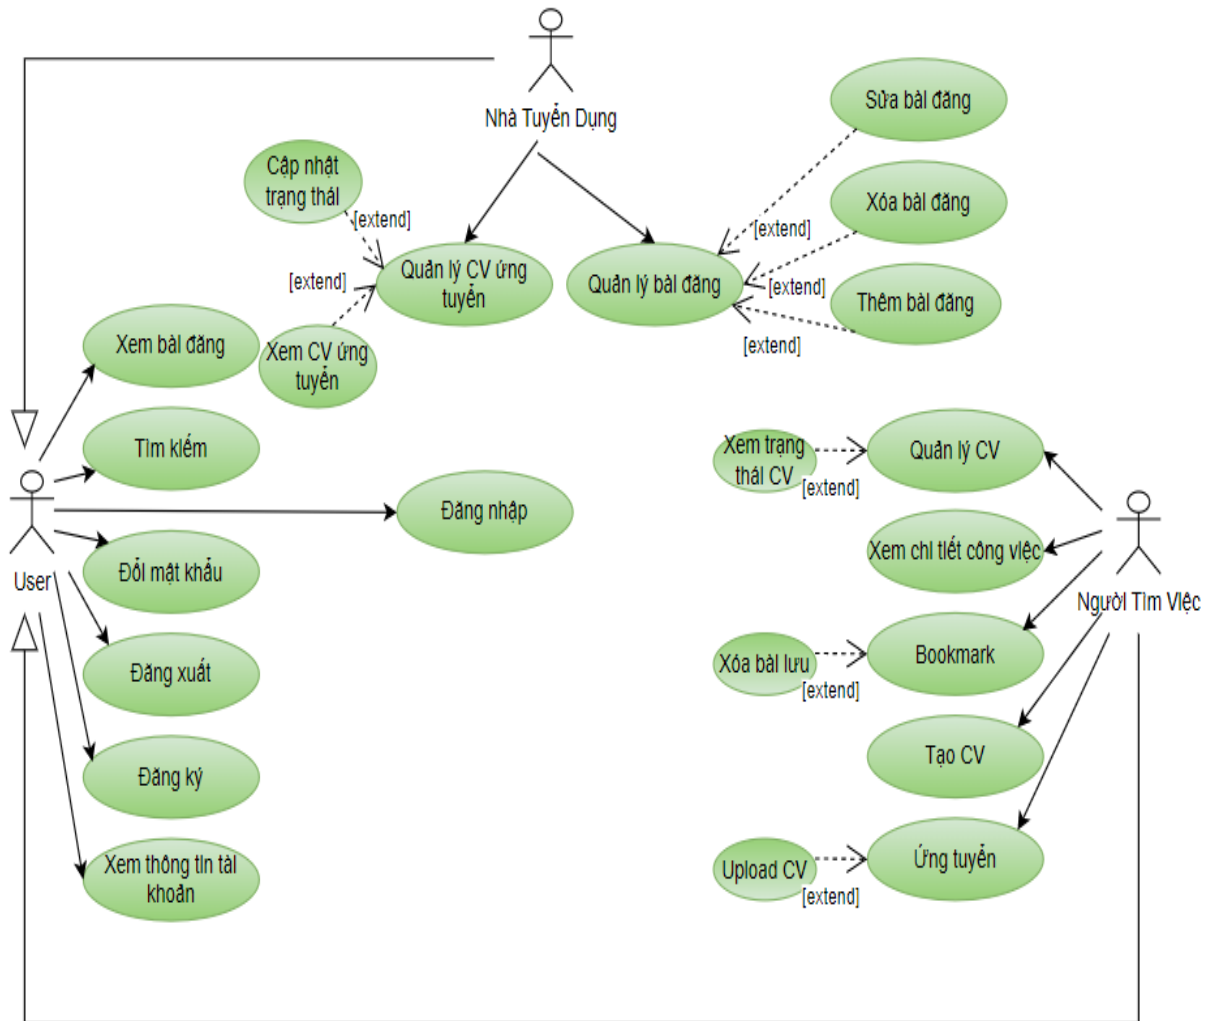 Nhà Tuyển Dụng
Sửa bài đăng
Cập nhật
trạng thái
[extend]
Xóa bài đăng
[extend]
Quản lý CV ứng
tuyển
[extend]
Quản lý bài đăng
[extend]
Thêm bài đăng
[extend]
Xem bài đăng
Xem CV ứng
tuyển
Tìm kiếm
Xem trạng
thái CV
[extend]
Quản lý CV
Đăng nhập
User
Đổi mật khẩu
Xem chi tiết công việc
Người Tìm Việc
Đăng xuất
Xóa bài lưu
[extend]
Bookmark
Đăng ký
Tạo CV
Xem thông tin tài
khoản
Upload CV
[extend]
Ứng tuyển